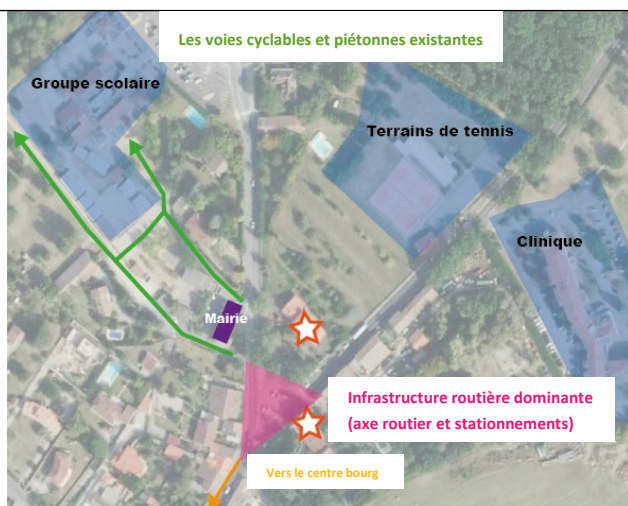 Les voies cyclables et piétonnes existantes
Groupe scolaire
Terrains de tennis
Clinique
Mairie
Infrastructure routière dominante
(axe routier et stationnements)
Vers le centre bourg